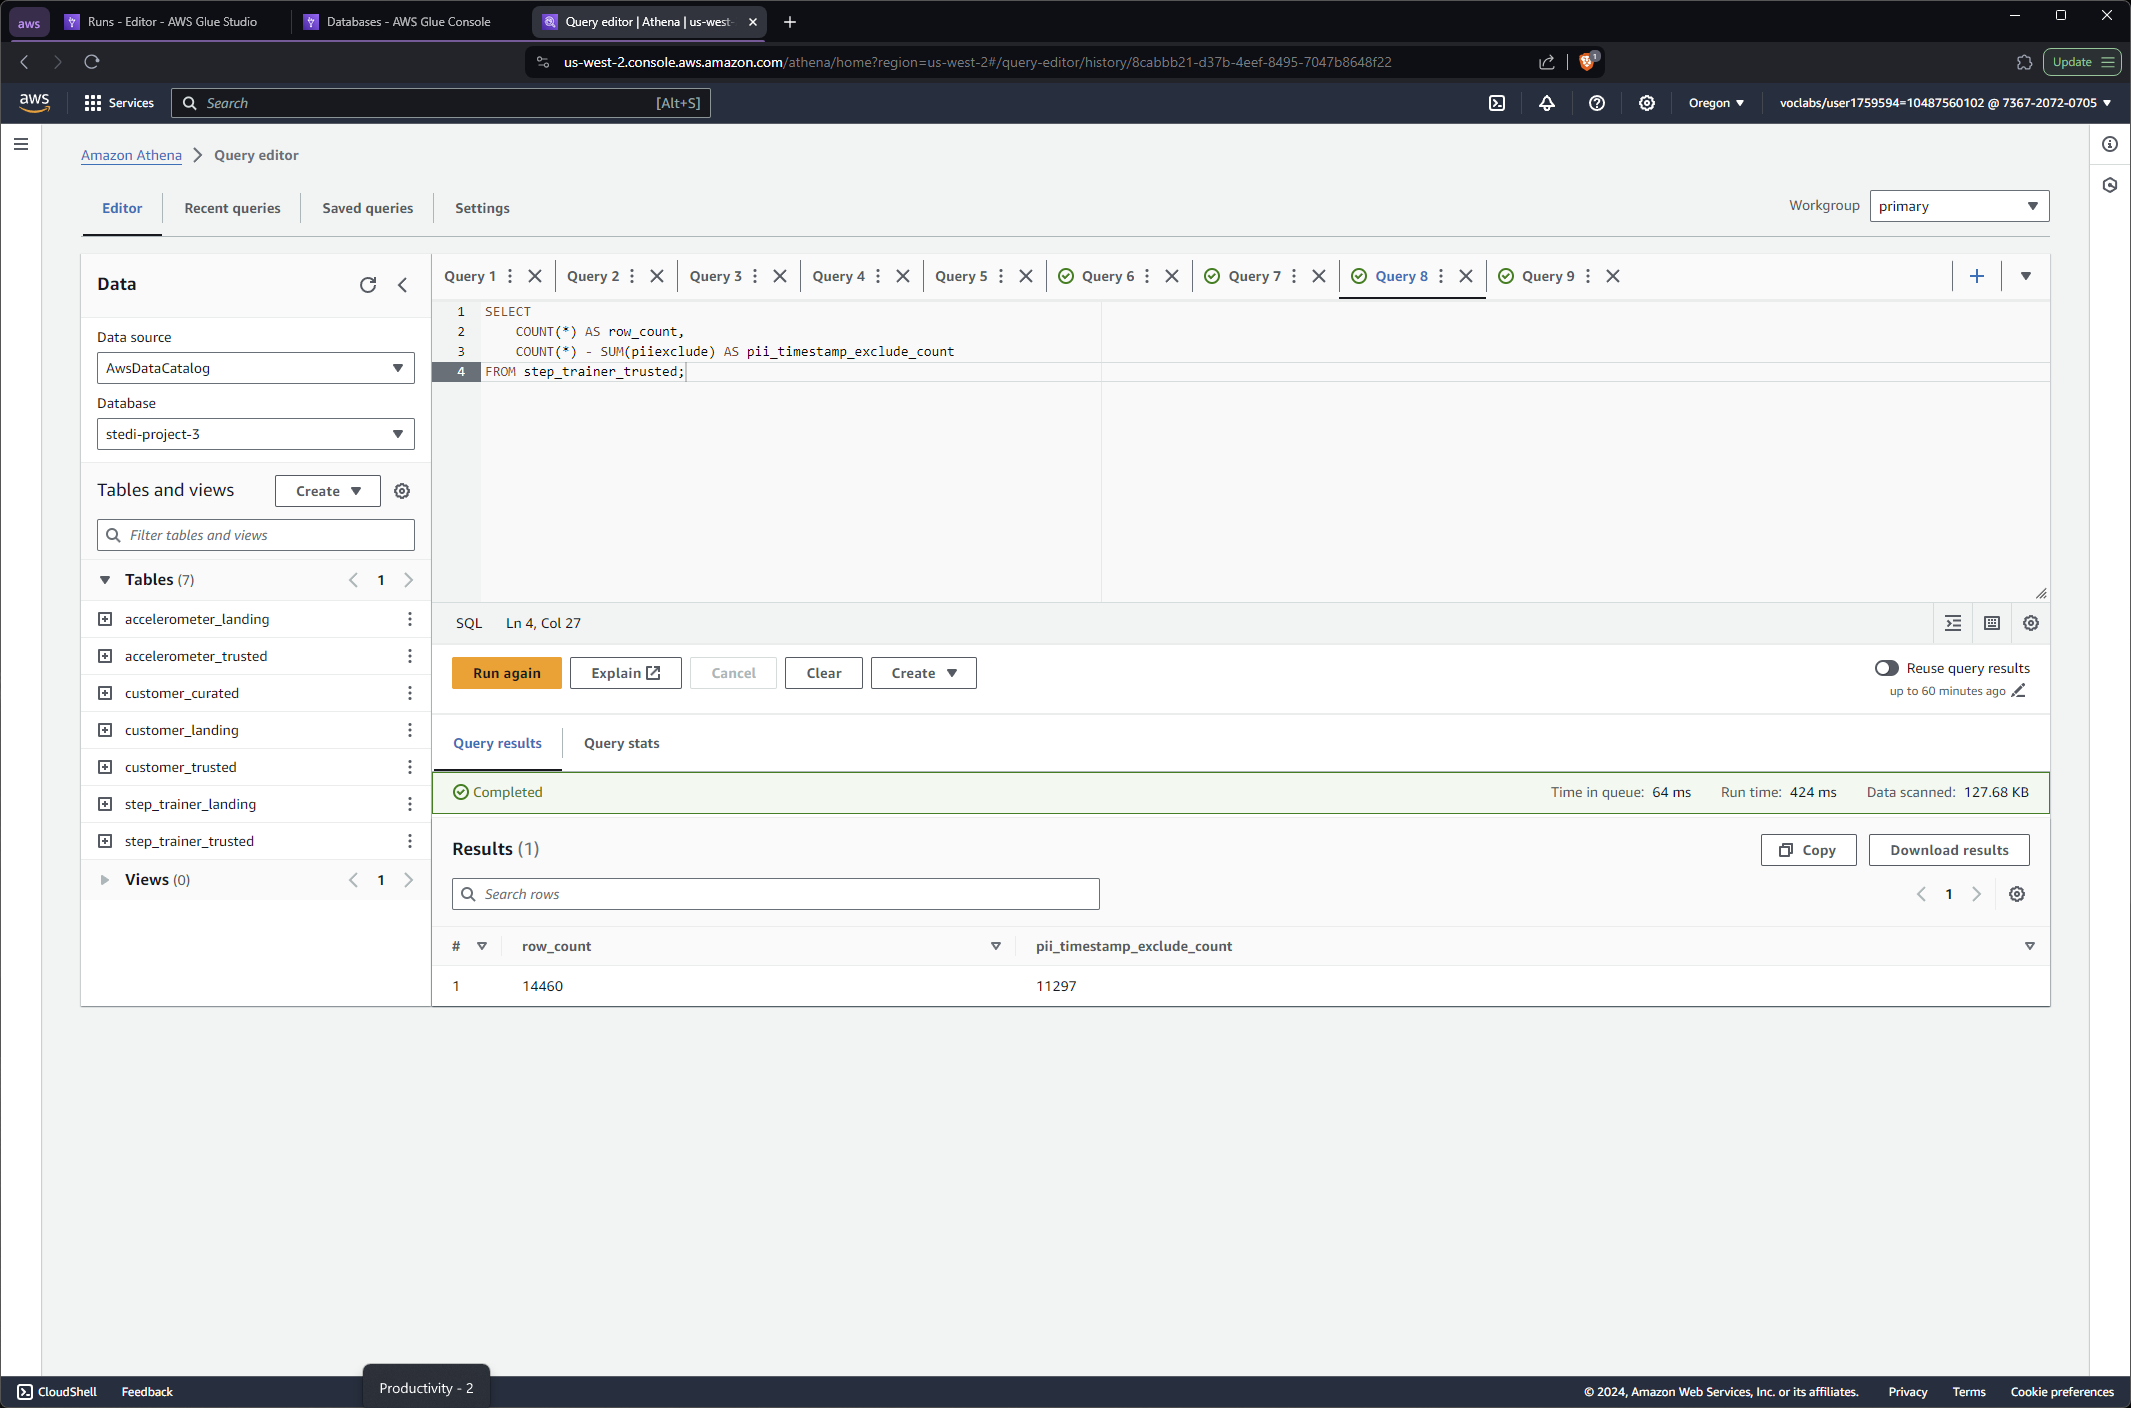 aws
Runs - Editor - AWS Glue Studio
Databases - AWS Glue Console
Query editor | Athena | us-west-
us-west-2.console.aws.amazon.com/athena/home?region=us-west-2#/query-editor/history/8cabbb21-d37b-4eef-8495-7047b8648f22
1
Update
aws
Services
Search
[Alt+S]
Oregon
voclabs/user1759594=10487560102 @ 7367-2072-0705
Amazon Athena
Query editor
Editor
Recent queries
Saved queries
Settings
Workgroup
primary
Data
Data source
AwsDataCatalog
Database
stedi-project-3
Tables and views
Create
Filter tables and views
Tables (7)
1
accelerometer_landing
accelerometer_trusted
customer_curated
customer_landing
customer_trusted
step_trainer_landing
step_trainer_trusted
Views (0)
1
Query 1
Query 2
Query 3
Query 4
Query 5
Query 6
Query 7
Query 8
Query 9
1 SELECT
2 COUNT(*) AS row_count,
3 COUNT(*) - SUM(piiexclude) AS pii_timestamp_exclude_count
4 FROM step_trainer_trusted;
SQL
Ln 4, Col 27
Run again
Explain
Cancel
Clear
Create
Reuse query results
up to 60 minutes ago
Query results
Query stats
Completed
Time in queue: 64 ms
Run time: 424 ms
Data scanned: 127.68 KB
Results (1)
Copy
Download results
Search rows
1
# row_count pii_timestamp_exclude_count
1 14460 11297
CloudShell
Feedback
Productivity - 2
© 2024, Amazon Web Services, Inc. or its affiliates.
Privacy
Terms
Cookie preferences